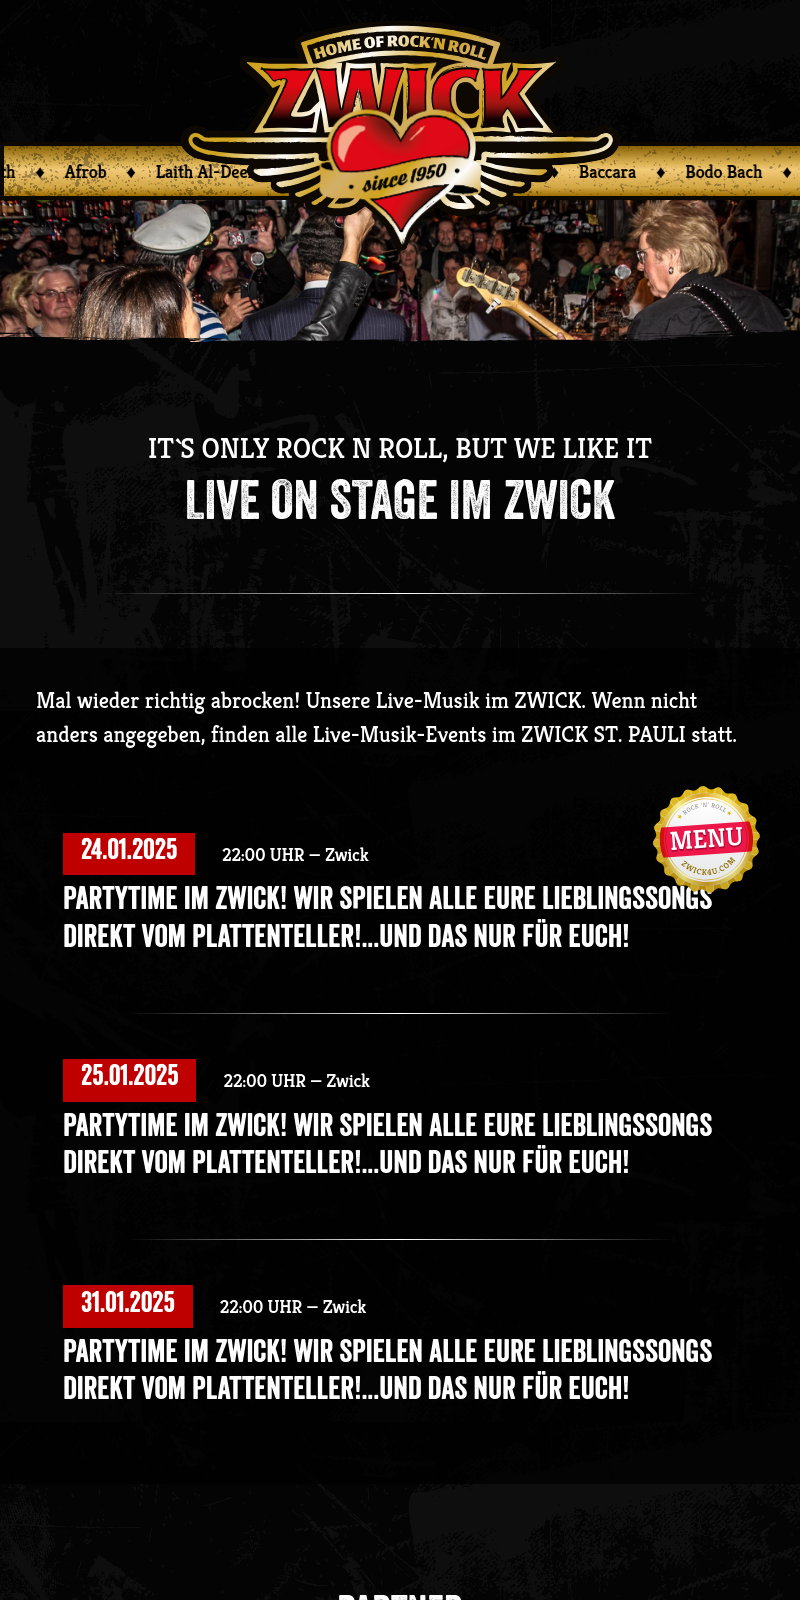 HOME OF ROCK'N ROLL
ZWICK
since 1950
♦ Afrob ♦ Laith Al-Dee
♦ Baccara ♦ Bodo Bach ♦
IT`S ONLY ROCK N ROLL, BUT WE LIKE IT
LIVE ON STAGE IM ZWICK
Mal wieder richtig abrocken! Unsere Live-Musik im ZWICK. Wenn nicht
anders angegeben, finden alle Live-Musik-Events im ZWICK ST. PAULI statt.
ROCK 'N' ROLL
MENU
ZWICK4U.COM
24.01.2025 22:00 UHR – Zwick
PARTYTIME IM ZWICK! WIR SPIELEN ALLE EURE LIEBLINGSSONGS
DIREKT VOM PLATTENTELLER!...UND DAS NUR FÜR EUCH!
25.01.2025 22:00 UHR – Zwick
PARTYTIME IM ZWICK! WIR SPIELEN ALLE EURE LIEBLINGSSONGS
DIREKT VOM PLATTENTELLER!...UND DAS NUR FÜR EUCH!
31.01.2025 22:00 UHR – Zwick
PARTYTIME IM ZWICK! WIR SPIELEN ALLE EURE LIEBLINGSSONGS
DIREKT VOM PLATTENTELLER!...UND DAS NUR FÜR EUCH!
PARTNER